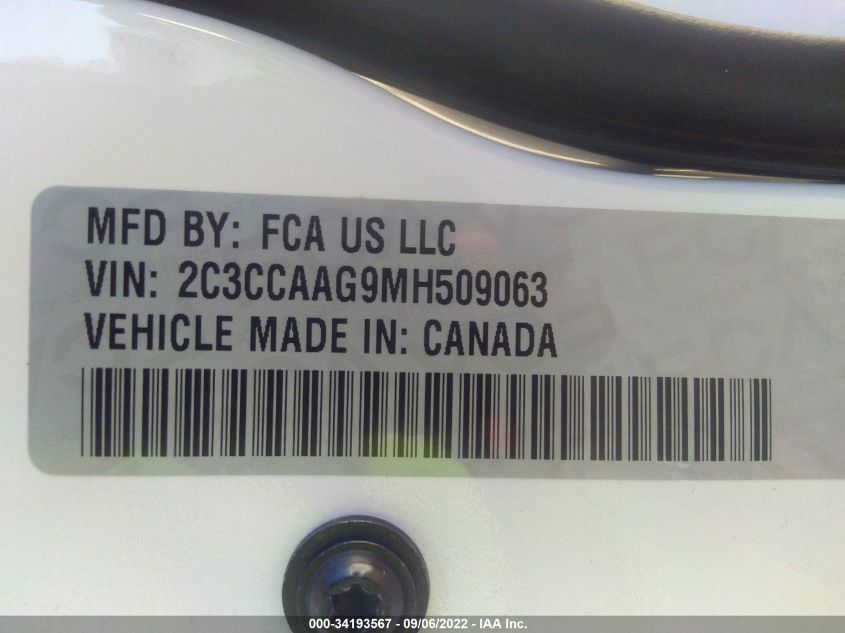 MFD BY: FCA US LLC
VIN: 2C3CCAAG9MH509063
VEHICLE MADE IN: CANADA
000-34193567 - 09/06/2022 - IAA Inc.